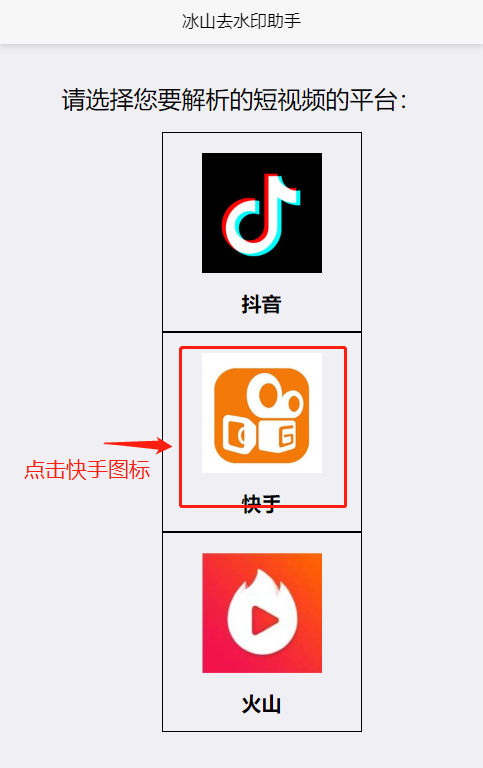 冰山去水印助手
请选择您要解析的短视频的平台：
抖音
点击快手图标
快手
火山